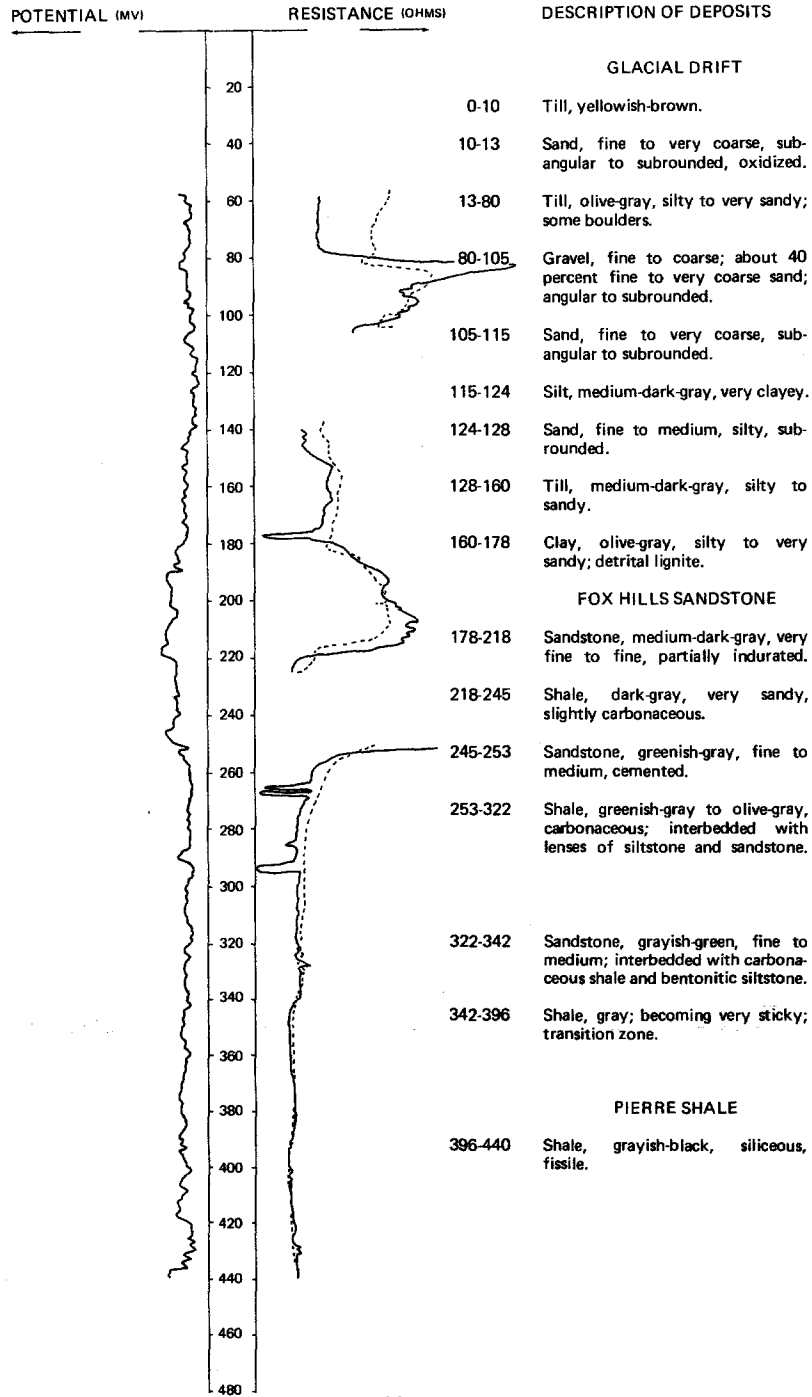 POTENTIAL (MV) RESISTANCE (OHMS) DESCRIPTION OF DEPOSITS
GLACIAL DRIFT
20
0-10 Till, yellowish-brown.
40
10-13 Sand, fine to very coarse, sub-
angular to subrounded, oxidized.
60
13-80 Till, olive-gray, silty to very sandy;
some boulders.
80
80-105 Gravel, fine to coarse; about 40
percent fine to very coarse sand;
angular to subrounded.
100
105-115 Sand, fine to very coarse, sub-
angular to subrounded.
120
115-124 Silt, medium-dark-gray, very clayey.
140
124-128 Sand, fine to medium, silty, sub-
rounded.
160
128-160 Till, medium-dark-gray, silty to
sandy.
180
160-178 Clay, olive-gray, silty to very
sandy; detrital lignite.
200
FOX HILLS SANDSTONE
178-218 Sandstone, medium-dark-gray, very
fine to fine, partially indurated.
220
218-245 Shale, dark-gray, very sandy,
slightly carbonaceous.
240
245-253 Sandstone, greenish-gray, fine to
medium, cemented.
260
253-322 Shale, greenish-gray to olive-gray,
carbonaceous; interbedded with
lenses of siltstone and sandstone.
280
300
320
322-342 Sandstone, grayish-green, fine to
medium; interbedded with carbona-
ceous shale and bentonitic siltstone.
340
342-396 Shale, gray; becoming very sticky;
transition zone.
360
380
PIERRE SHALE
396-440 Shale, grayish-black, siliceous,
fissile.
400
420
440
460
480